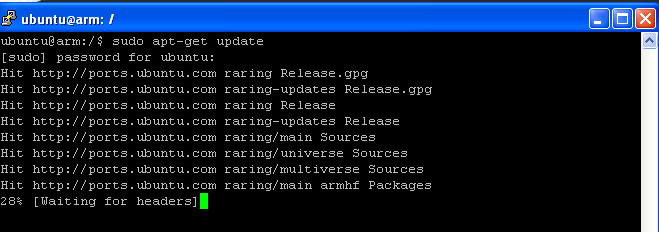 ubuntu@arm: /
ubuntu@arm:/$ sudo apt-get update
[sudo] password for ubuntu:
Hit http://ports.ubuntu.com raring Release.gpg
Hit http://ports.ubuntu.com raring-updates Release.gpg
Hit http://ports.ubuntu.com raring Release
Hit http://ports.ubuntu.com raring-updates Release
Hit http://ports.ubuntu.com raring/main Sources
Hit http://ports.ubuntu.com raring/universe Sources
Hit http://ports.ubuntu.com raring/multiverse Sources
Hit http://ports.ubuntu.com raring/main armhf Packages
28% [Waiting for headers]